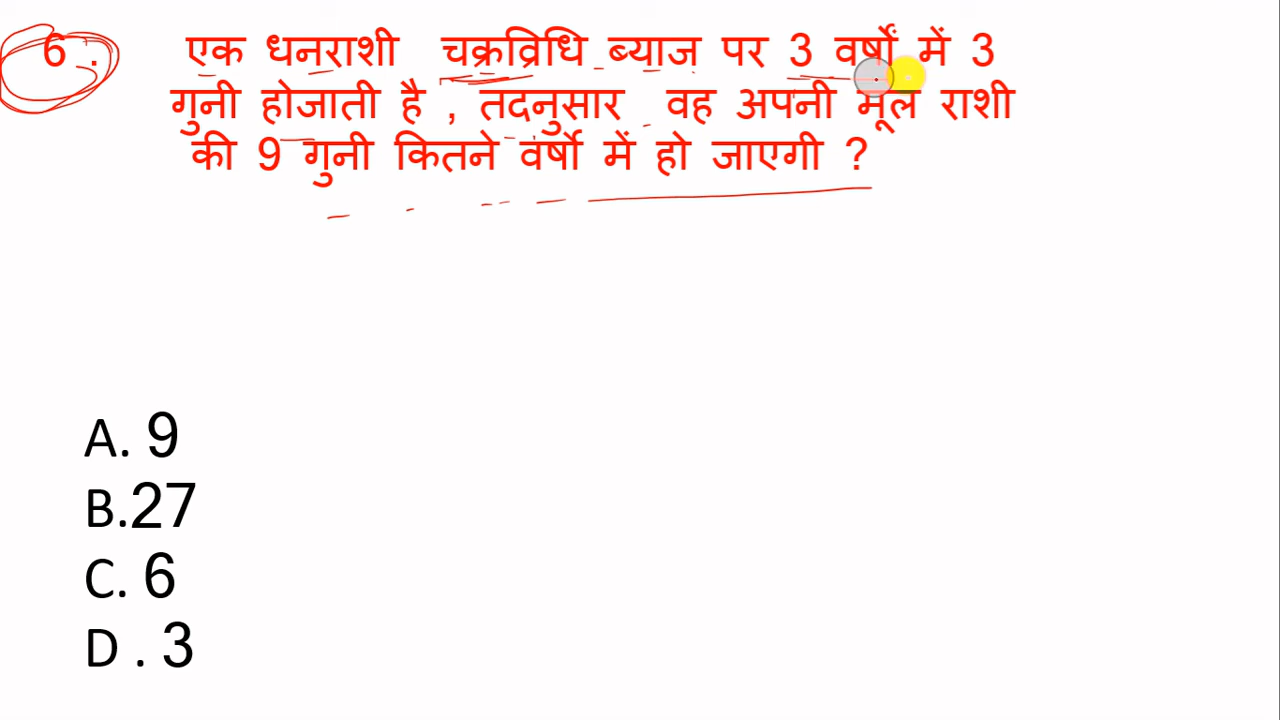 6 . एक धनराशी चक्रव्रिधि ब्याज पर 3 वर्षों में 3
गुनी होजाती है , तदनुसार वह अपनी मूल राशी
की 9 गुनी कितने वर्षो में हो जाएगी ?
A. 9
B.27
C. 6
D . 3